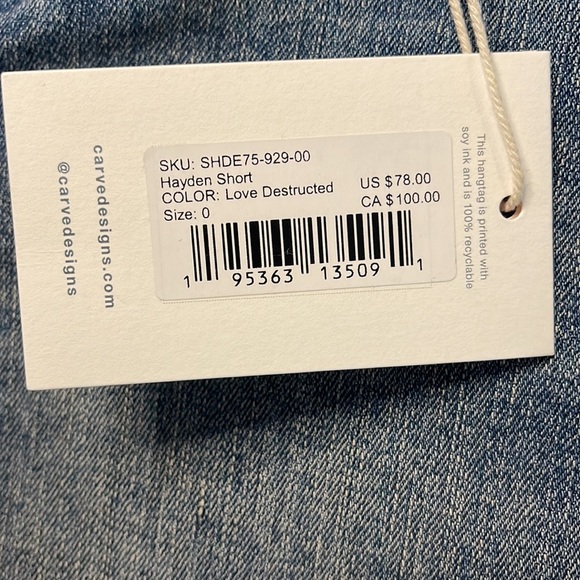 SKU: SHDE75-929-00
Hayden Short
COLOR: Love Destructed
Size: 0
US $78.00
CA $100.00
1 95363 13509 1
carvedesigns.com
@carvedesigns
This hangtag is printed with
soy ink and is 100% recyclable